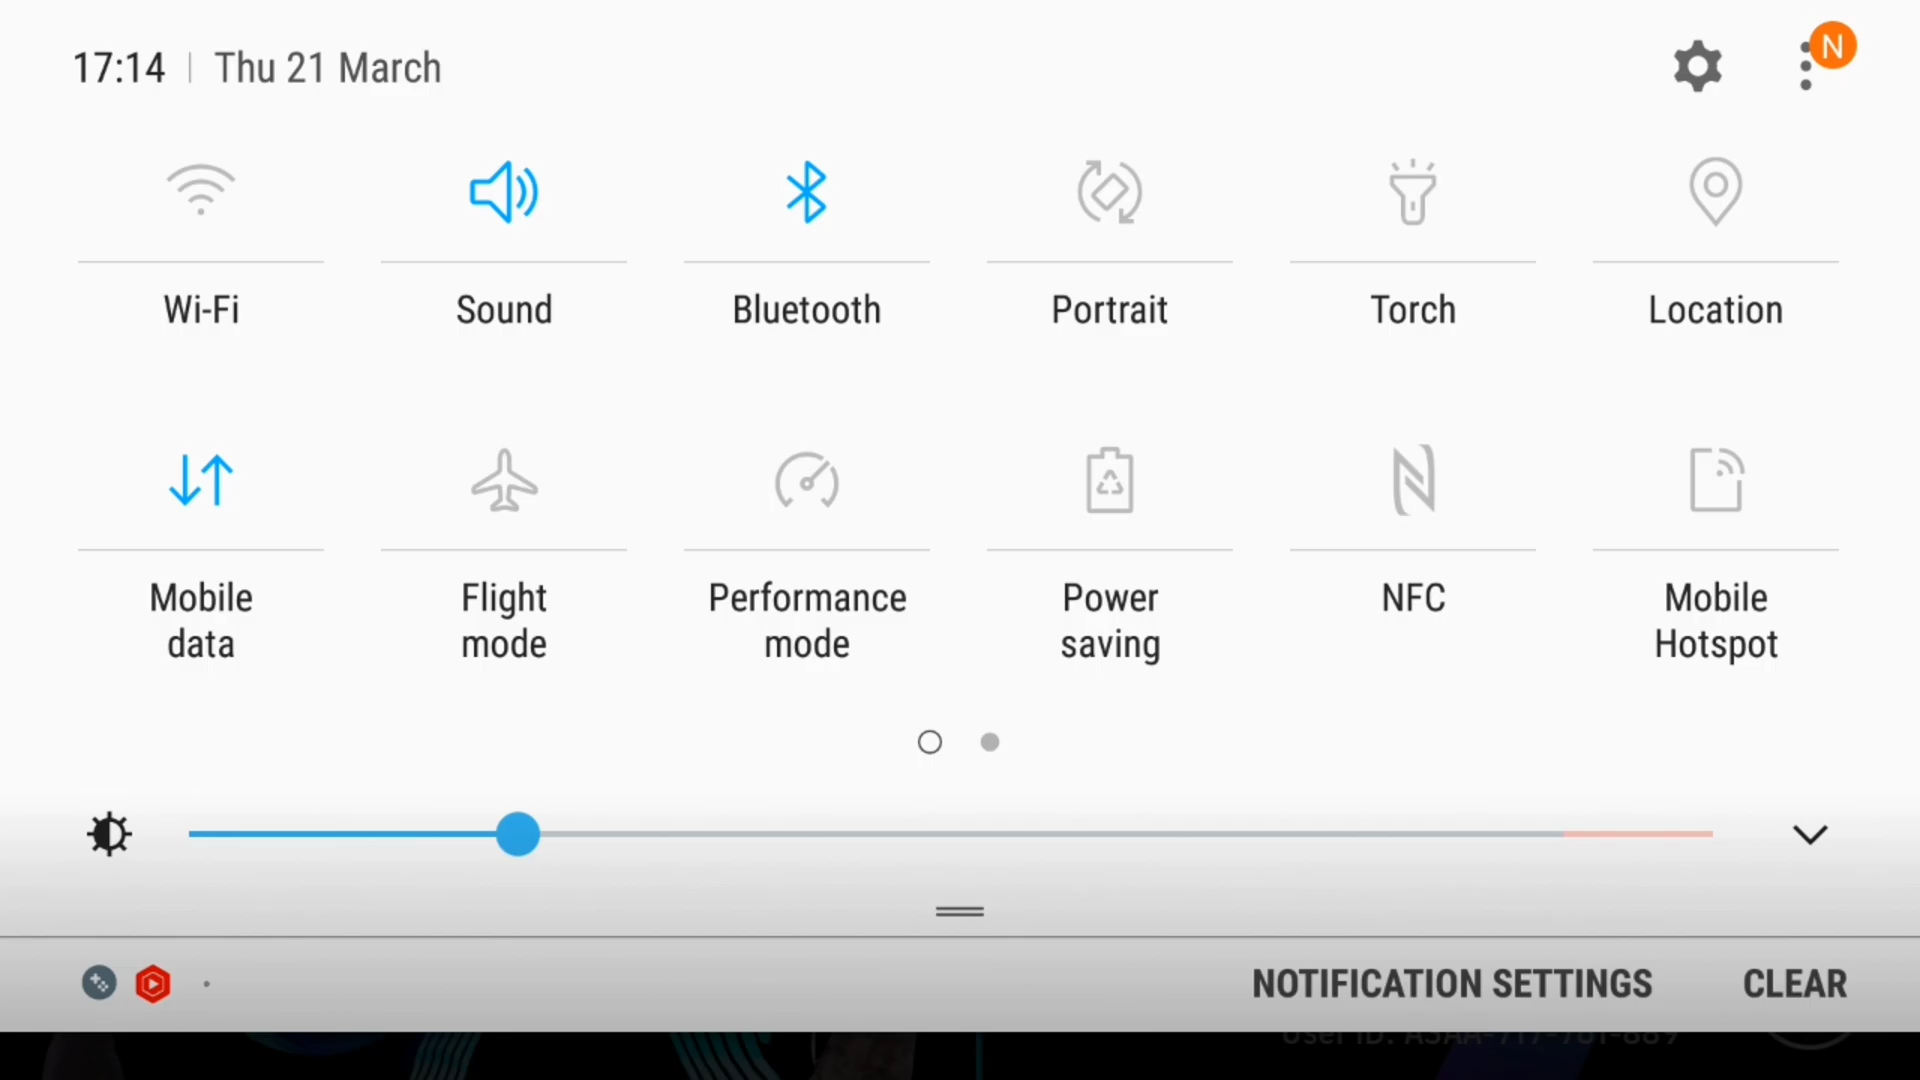 17:14 Thu 21 March
N
Wi-Fi Sound Bluetooth Portrait Torch Location
Mobile data Flight mode Performance mode Power saving NFC Mobile Hotspot
NOTIFICATION SETTINGS CLEAR